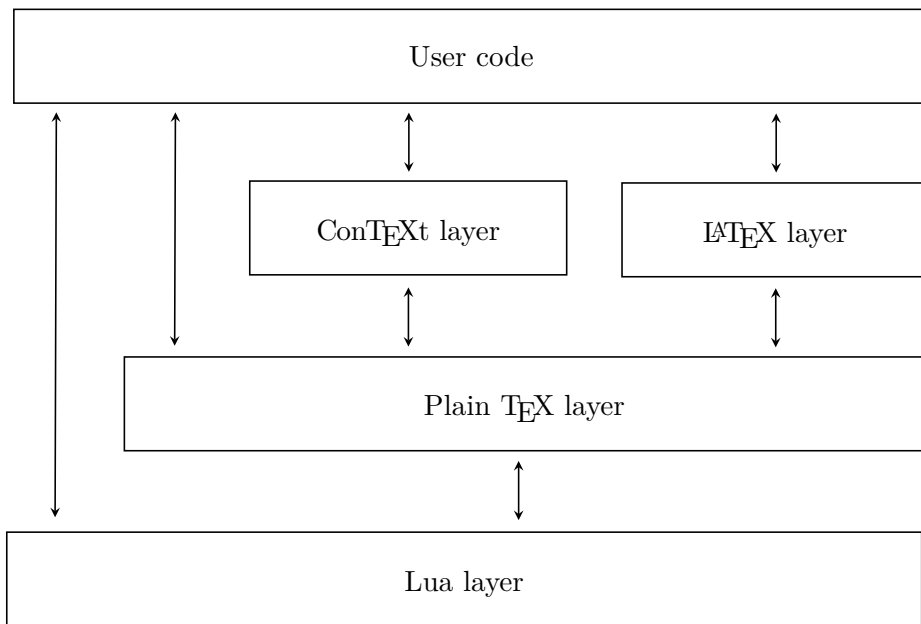 User code
ConTEXt layer
LATEX layer
Plain TEX layer
Lua layer